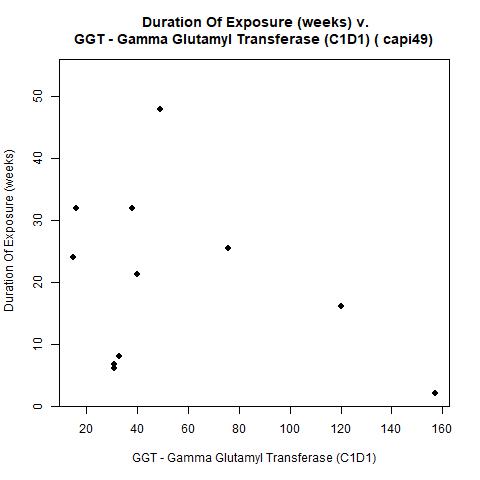 Duration Of Exposure (weeks) v.
GGT - Gamma Glutamyl Transferase (C1D1) ( capi49)
Duration Of Exposure (weeks)
50
40
30
20
10
0
20 40 60 80 100 120 140 160
GGT - Gamma Glutamyl Transferase (C1D1)